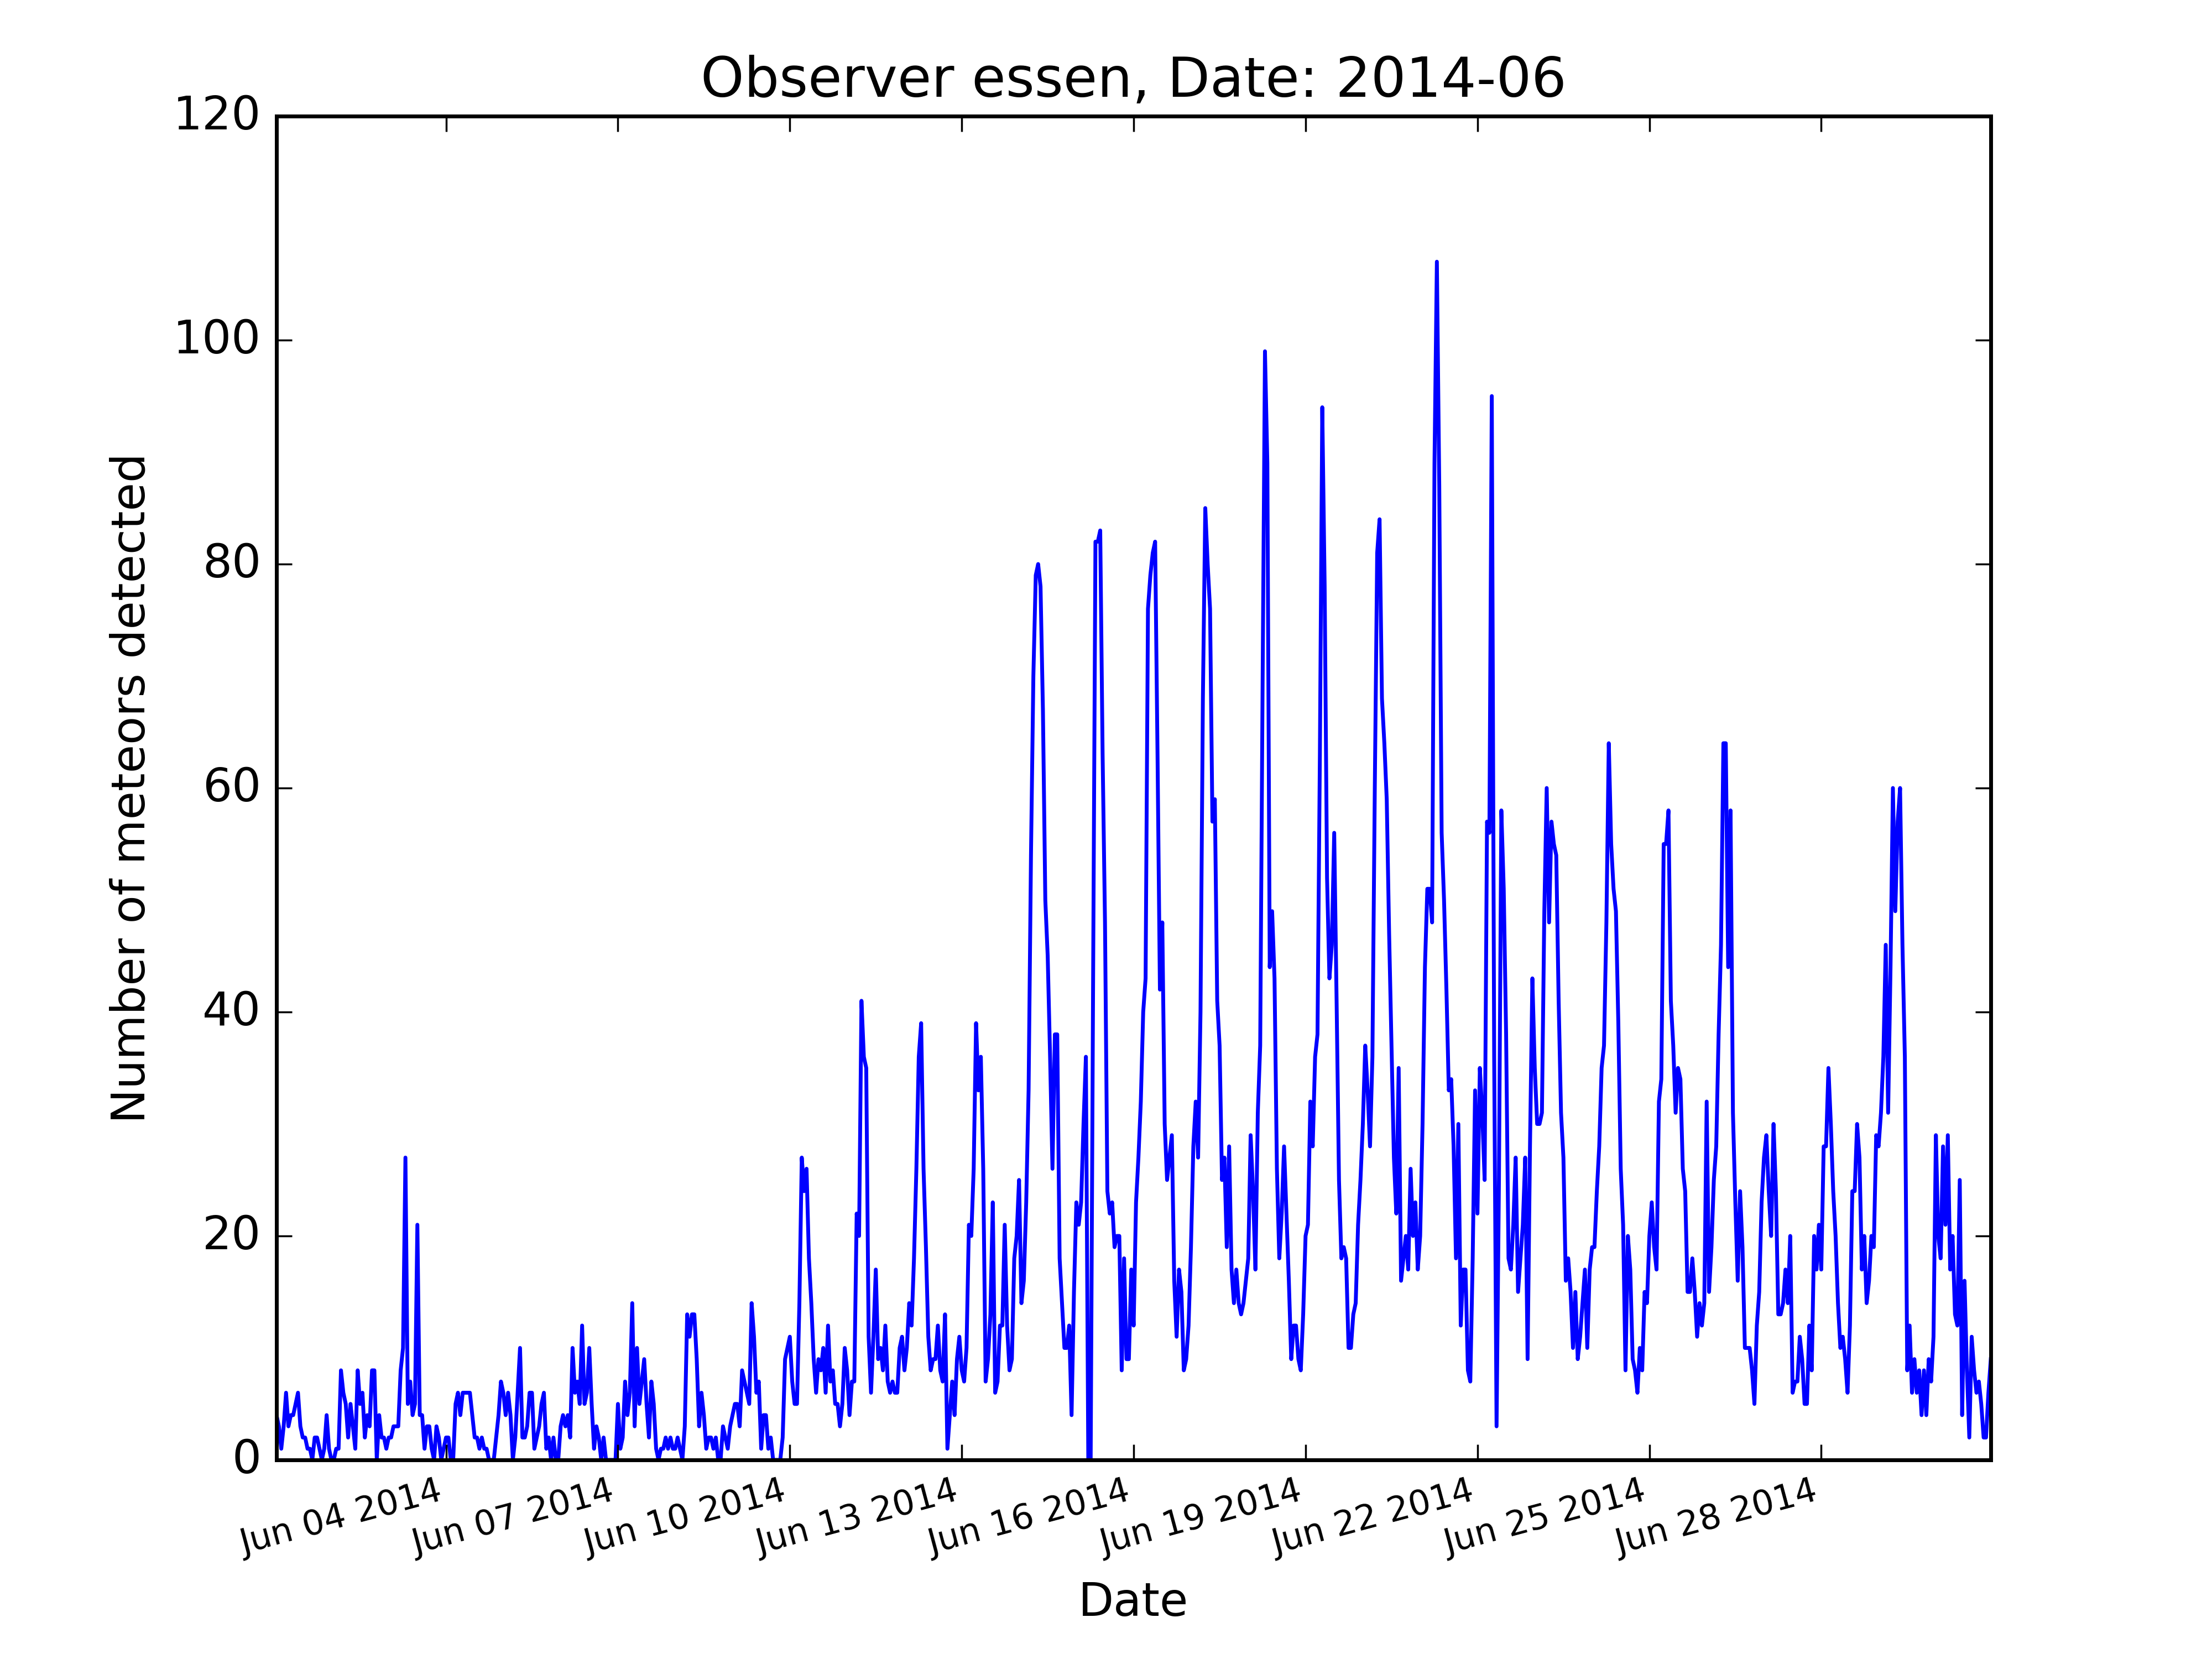 Observer essen, Date: 2014-06
120
100
80
60
40
20
0
Number of meteors detected
Jun 04 2014
Jun 07 2014
Jun 10 2014
Jun 13 2014
Jun 16 2014
Jun 19 2014
Jun 22 2014
Jun 25 2014
Jun 28 2014
Date